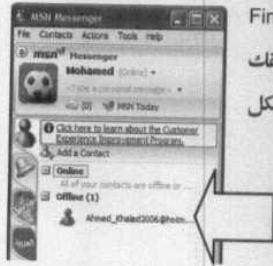 MSN Messenger
Fir
File Contacts Actions Tools Help
msn Messenger
Mohamed (Online)
<Type a personal message>
(0) MSN Today
Click here to learn about the Customer
Experience Improvement Program.
Add a Contact
Online
All of your contacts are offline or ...
Offline (1)
Ahmed_Khaled2006@hotm...
العربية